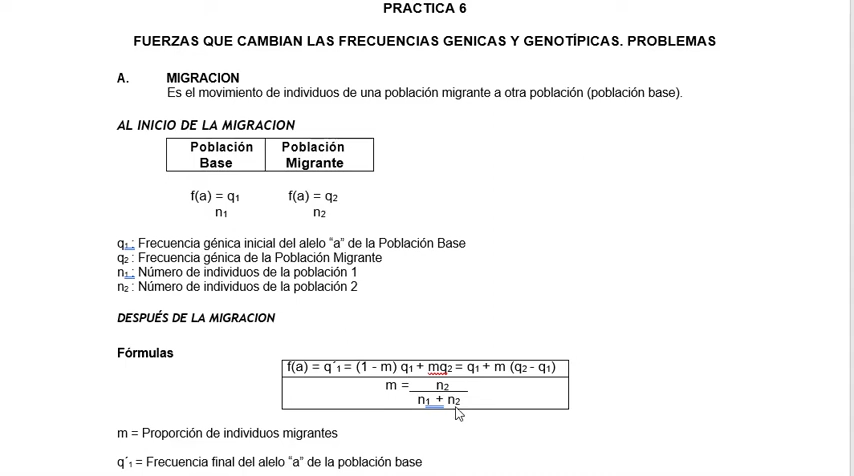 PRACTICA 6
FUERZAS QUE CAMBIAN LAS FRECUENCIAS GENICAS Y GENOTÍPICAS. PROBLEMAS
A. MIGRACION
Es el movimiento de individuos de una población migrante a otra población (población base).
AL INICIO DE LA MIGRACION
Población Población
Base Migrante
f(a) = q₁ f(a) = q₂
n₁ n₂
q₁ : Frecuencia génica inicial del alelo “a” de la Población Base
q₂ : Frecuencia génica de la Población Migrante
n₁ : Número de individuos de la población 1
n₂ : Número de individuos de la población 2
DESPUÉS DE LA MIGRACION
Fórmulas
f(a) = q´₁ = (1 - m) q₁ + mq₂ = q₁ + m (q₂ - q₁)
m = n₂
n₁ + n₂
m = Proporción de individuos migrantes
q´₁ = Frecuencia final del alelo “a” de la población base